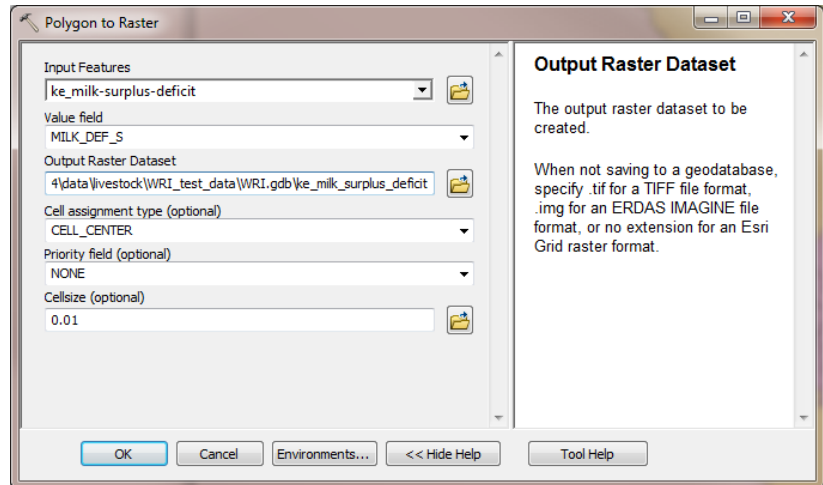 Polygon to Raster
Input Features
ke_milk-surplus-deficit
Value field
MILK_DEF_S
Output Raster Dataset
4\data\livestock\WRI_test_data\WRI.gdb\ke_milk_surplus_deficit
Cell assignment type (optional)
CELL_CENTER
Priority field (optional)
NONE
Cellsize (optional)
0.01
Output Raster Dataset
The output raster dataset to be
created.
When not saving to a geodatabase,
specify .tif for a TIFF file format,
.img for an ERDAS IMAGINE file
format, or no extension for an Esri
Grid raster format.
OK
Cancel
Environments...
<< Hide Help
Tool Help